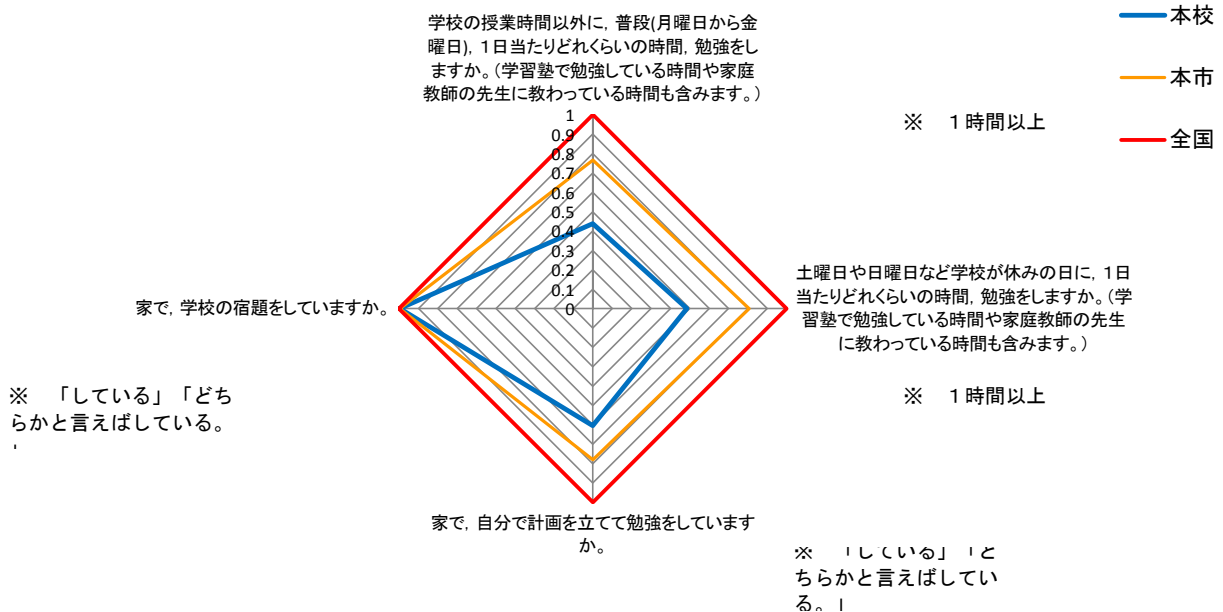 学校の授業時間以外に, 普段(月曜日から金
曜日), 1日当たりどれくらいの時間, 勉強をし
ますか。(学習塾で勉強している時間や家庭
教師の先生に教わっている時間も含みます。)
本校
本市
全国
※ 1時間以上
1
0.9
0.8
0.7
0.6
0.5
0.4
0.3
0.2
0.1
0
土曜日や日曜日など学校が休みの日に, 1日
当たりどれくらいの時間, 勉強をしますか。(学
習塾で勉強している時間や家庭教師の先生
に教わっている時間も含みます。)
※ 1時間以上
家で, 学校の宿題をしていますか。
※ 「している」「どち
らかと言えばしている。
家で, 自分で計画を立てて勉強をしています
か。
※ 「している」「ど
ちらかと言えばしてい
る。」